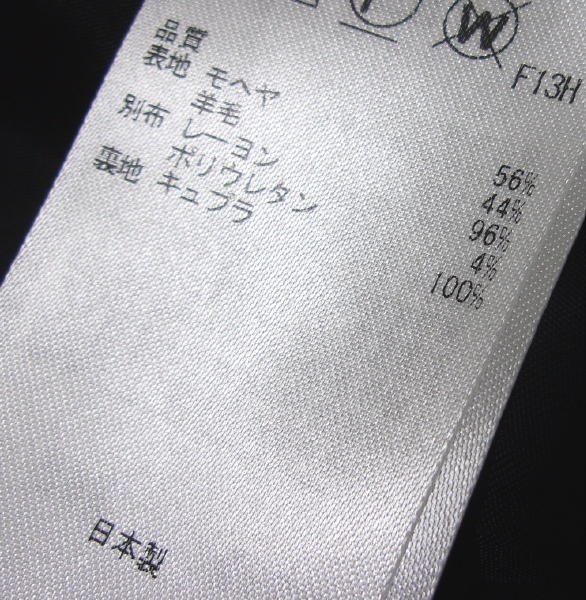 W
F13H
品質
表地 モヘヤ 56%
羊毛 44%
別布 レーヨン 96%
ポリウレタン 4%
裏地 キュプラ 100%
日本製